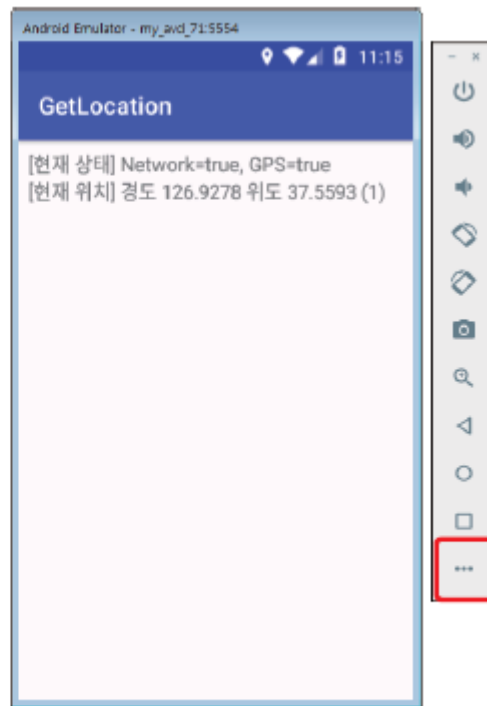 Android Emulator - my_avd_71:5554
11:15
GetLocation
[현재 상태] Network=true, GPS=true
[현재 위치] 경도 126.9278 위도 37.5593 (1)